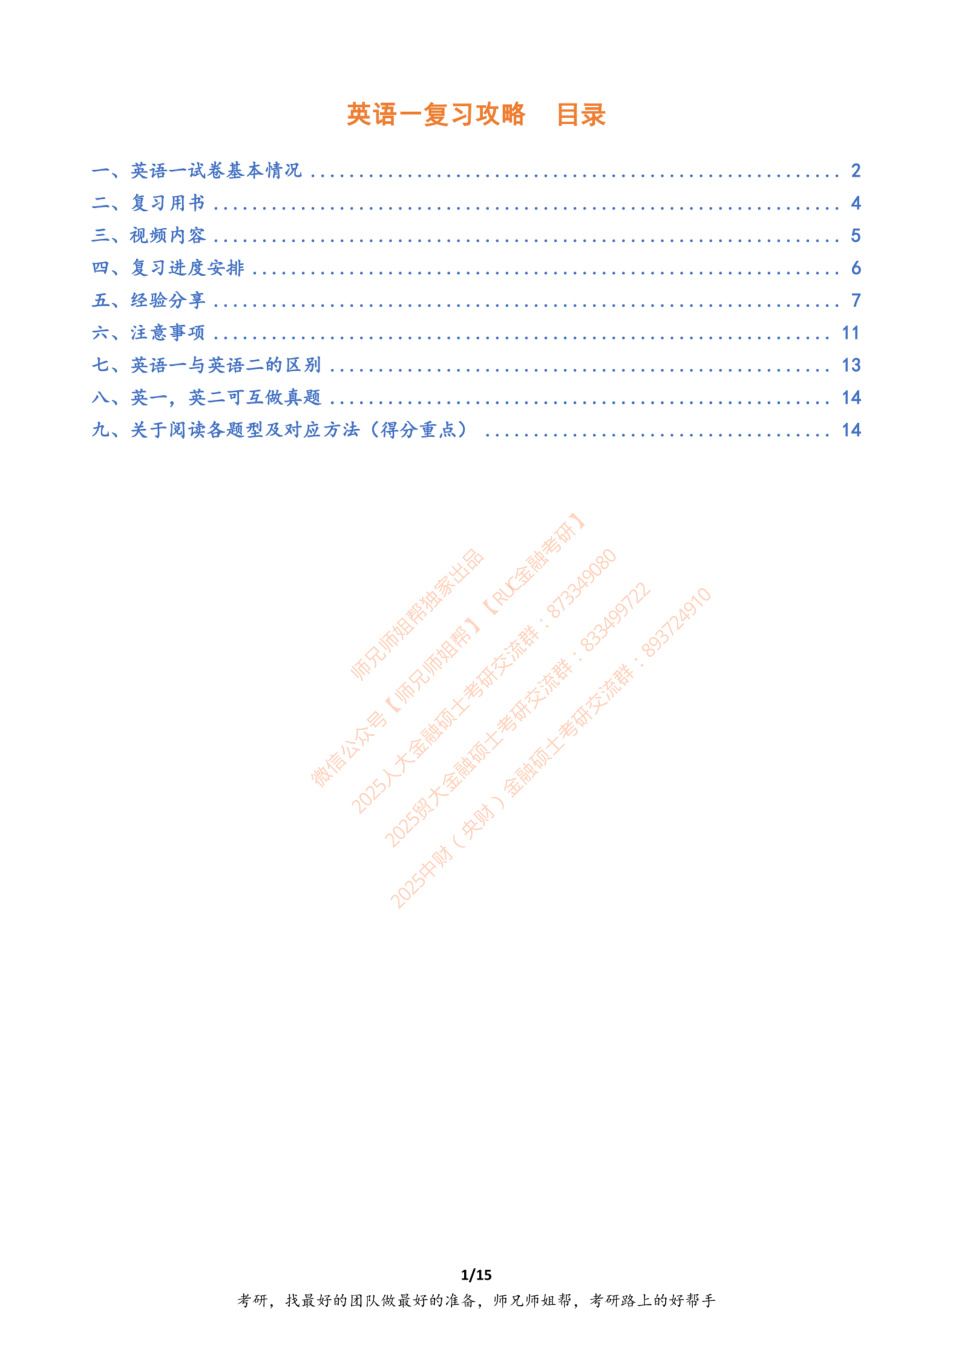 英语一复习攻略 目录
一、英语一试卷基本情况 ........................................................ 2
二、复习用书 .................................................................. 4
三、视频内容 .................................................................. 5
四、复习进度安排 .............................................................. 6
五、经验分享 .................................................................. 7
六、注意事项 ................................................................. 11
七、英语一与英语二的区别 ..................................................... 13
八、英一，英二可互做真题 ..................................................... 14
九、关于阅读各题型及对应方法（得分重点） ..................................... 14
师兄师姐帮独家出品
微信公众号【师兄师姐帮】【RUC金融考研】
2025人大金融硕士考研交流群：873349080
2025贸大金融硕士考研交流群：833499722
2025中财（央财）金融硕士考研交流群：893724910
1/15
考研，找最好的团队做最好的准备，师兄师姐帮，考研路上的好帮手